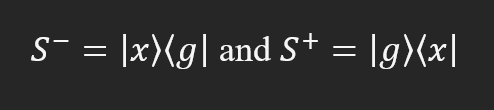 S⁻ = |x⟩⟨g| and S⁺ = |g⟩⟨x|